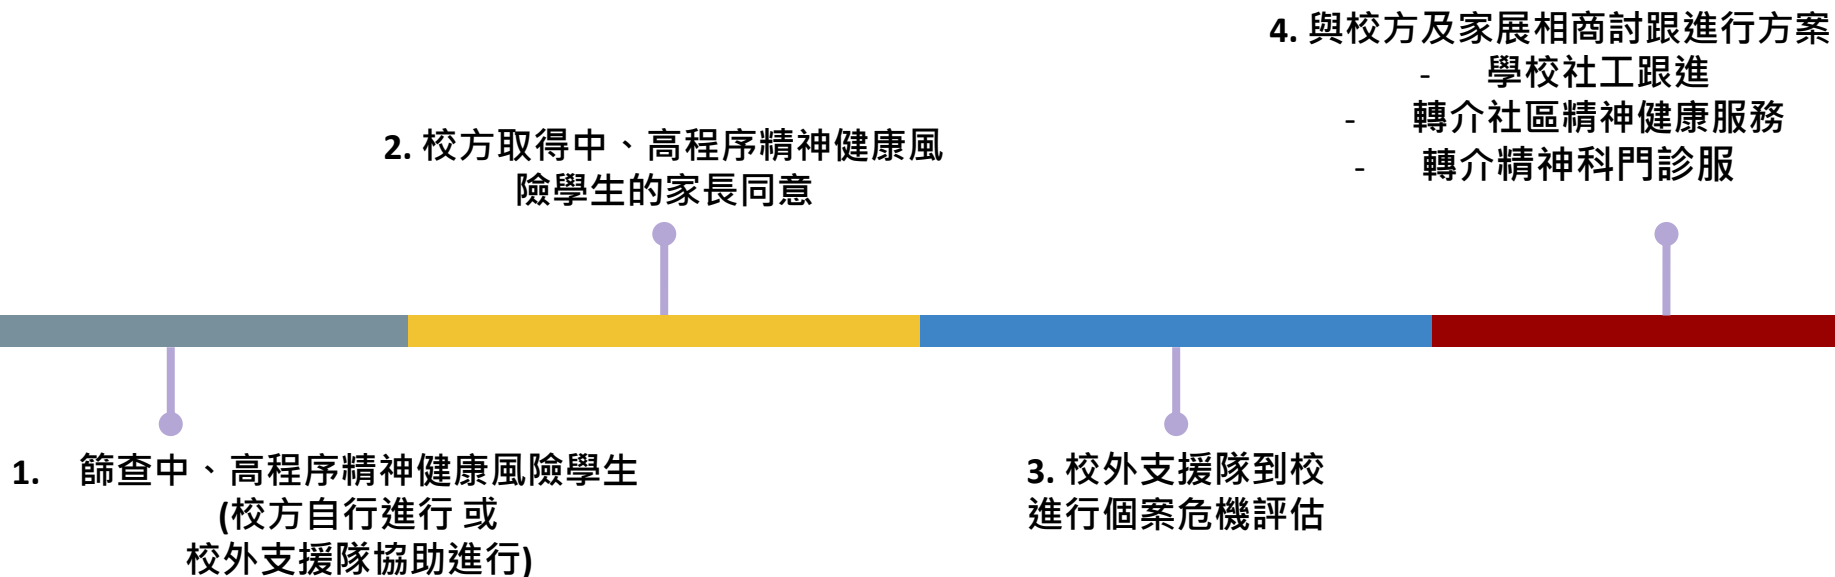 1. 篩查中、高程序精神健康風險學生
(校方自行進行 或
校外支援隊協助進行)
2. 校方取得中、高程序精神健康風
險學生的家長同意
3. 校外支援隊到校
進行個案危機評估
4. 與校方及家展相商討跟進行方案
- 學校社工跟進
- 轉介社區精神健康服務
- 轉介精神科門診服